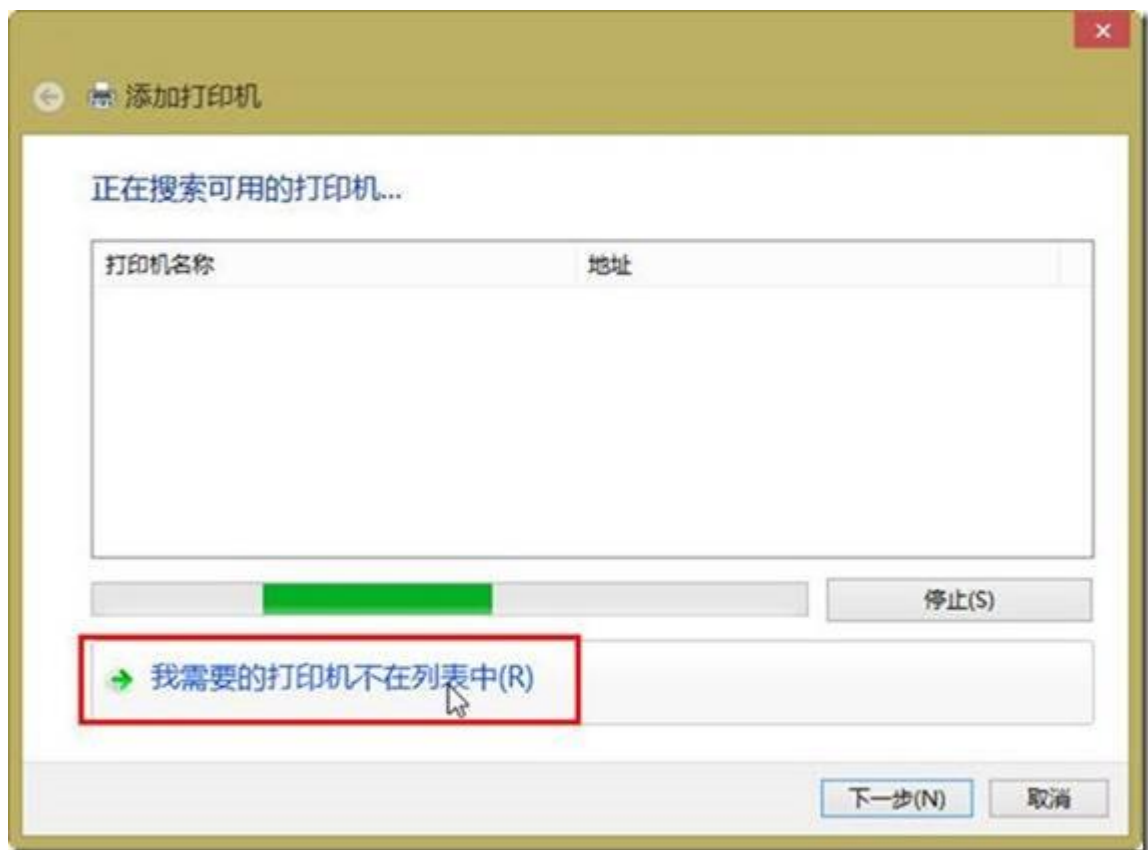 添加打印机
正在搜索可用的打印机...
打印机名称 地址
停止(S)
我需要的打印机不在列表中(R)
下一步(N) 取消